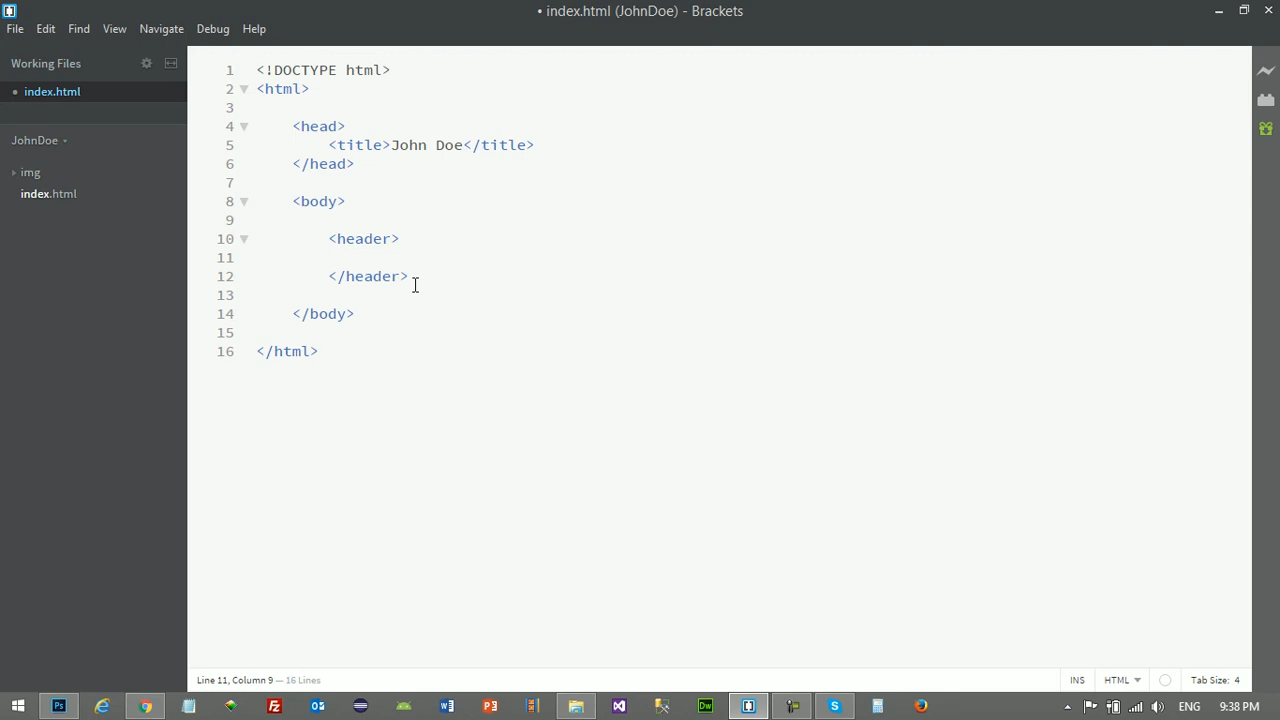 • index.html (JohnDoe) - Brackets
File Edit Find View Navigate Debug Help
Working Files
• index.html
JohnDoe
img
index.html
1 <!DOCTYPE html>
2 <html>
3
4 <head>
5 <title>John Doe</title>
6 </head>
7
8 <body>
9
10 <header>
11
12 </header>
13
14 </body>
15
16 </html>
Line 11, Column 9 — 16 Lines
INS HTML Tab Size: 4
Ps Dw ENG 9:38 PM